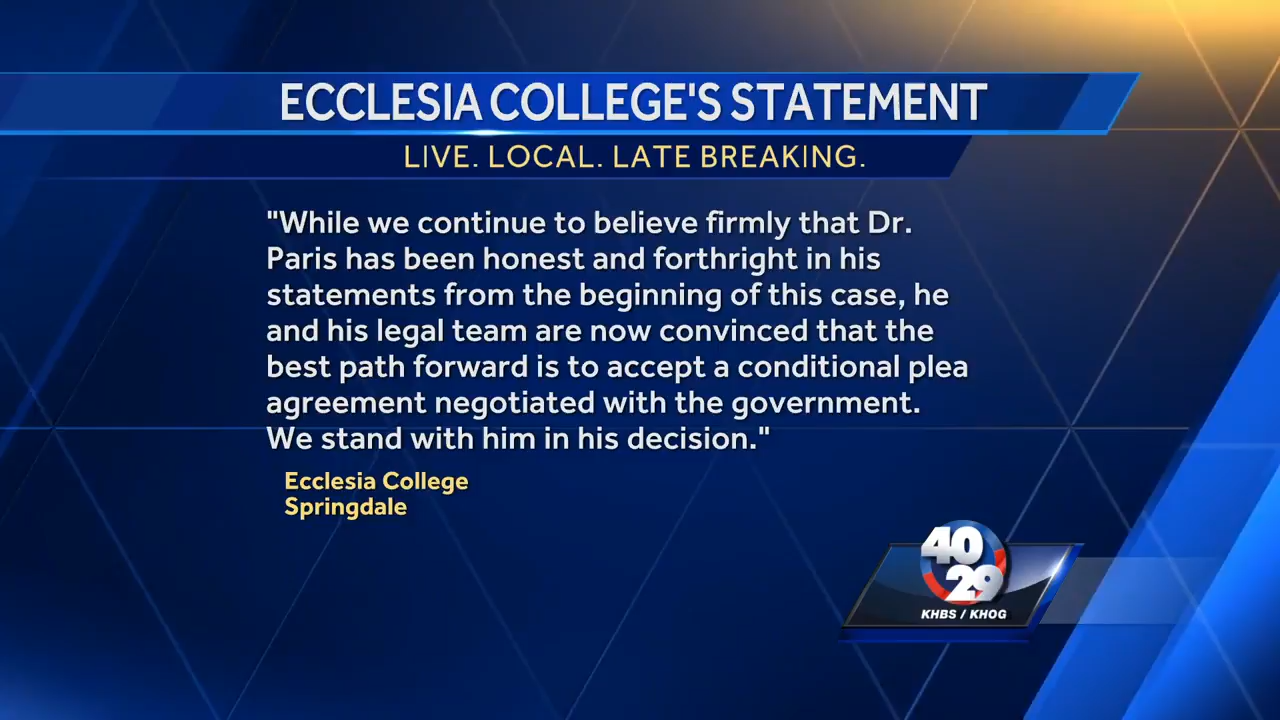 ECCLESIA COLLEGE'S STATEMENT
LIVE. LOCAL. LATE BREAKING.
"While we continue to believe firmly that Dr.
Paris has been honest and forthright in his
statements from the beginning of this case, he
and his legal team are now convinced that the
best path forward is to accept a conditional plea
agreement negotiated with the government.
We stand with him in his decision."
Ecclesia College
Springdale
40
29
KHBS / KHOG